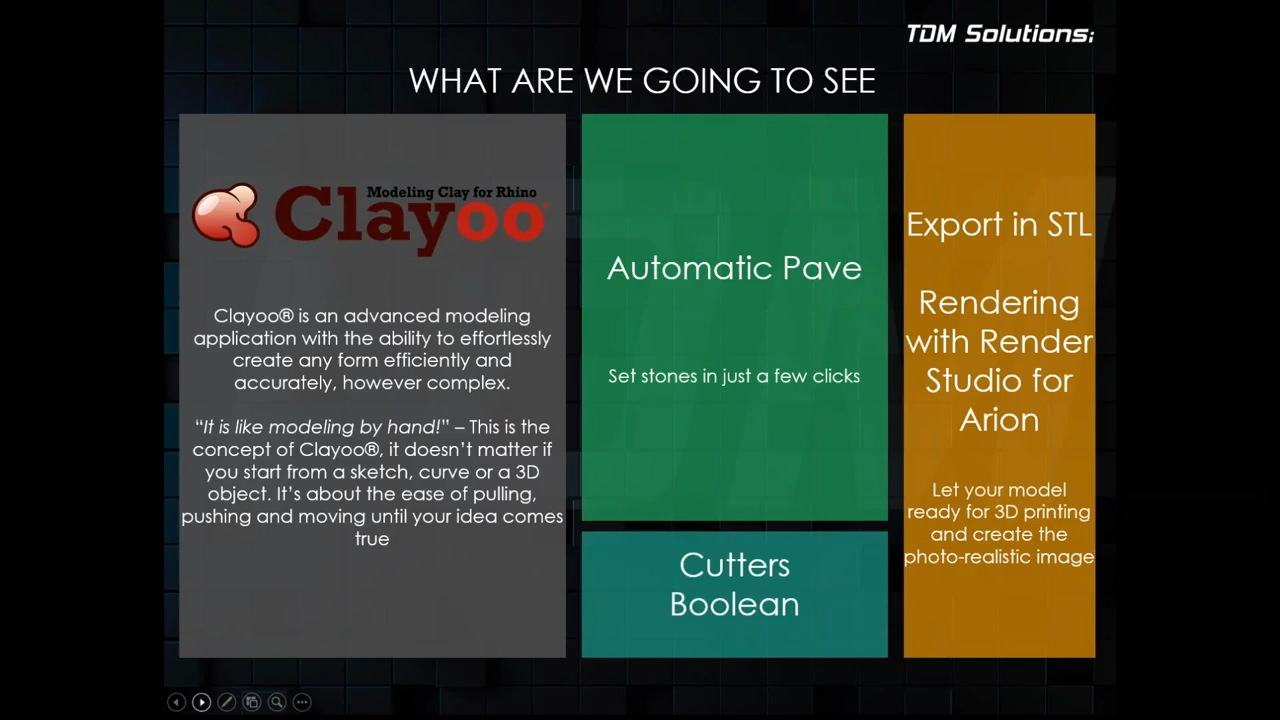 TDM Solutions;
WHAT ARE WE GOING TO SEE
Modeling Clay for Rhino
Clayoo®
Clayoo® is an advanced modeling
application with the ability to effortlessly
create any form efficiently and
accurately, however complex.
“It is like modeling by hand!” – This is the
concept of Clayoo®, it doesn’t matter if
you start from a sketch, curve or a 3D
object. It’s about the ease of pulling,
pushing and moving until your idea comes
true
Automatic Pave
Set stones in just a few clicks
Cutters
Boolean
Export in STL
Rendering
with Render
Studio for
Arion
Let your model
ready for 3D printing
and create the
photo-realistic image